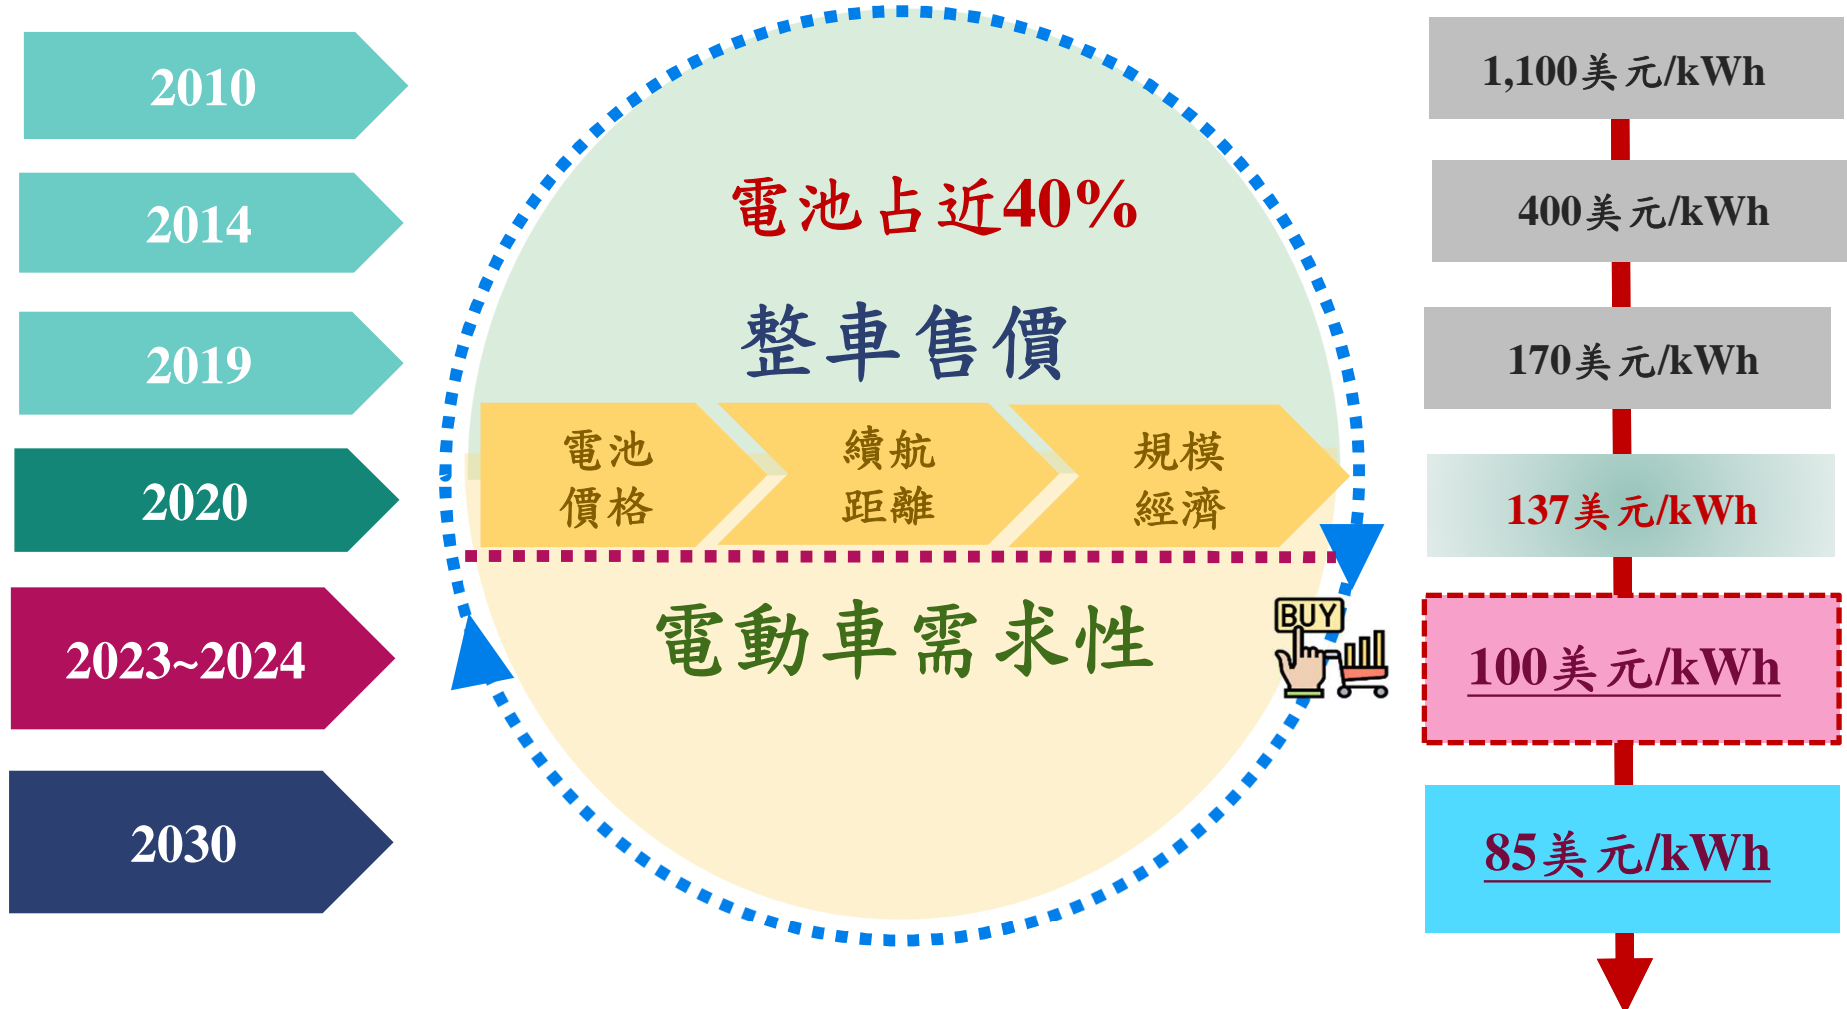 2010
2014
2019
2020
2023~2024
2030
電池占近40%
整車售價
電池
價格
續航
距離
規模
經濟
電動車需求性
BUY
1,100美元/kWh
400美元/kWh
170美元/kWh
137美元/kWh
100美元/kWh
85美元/kWh